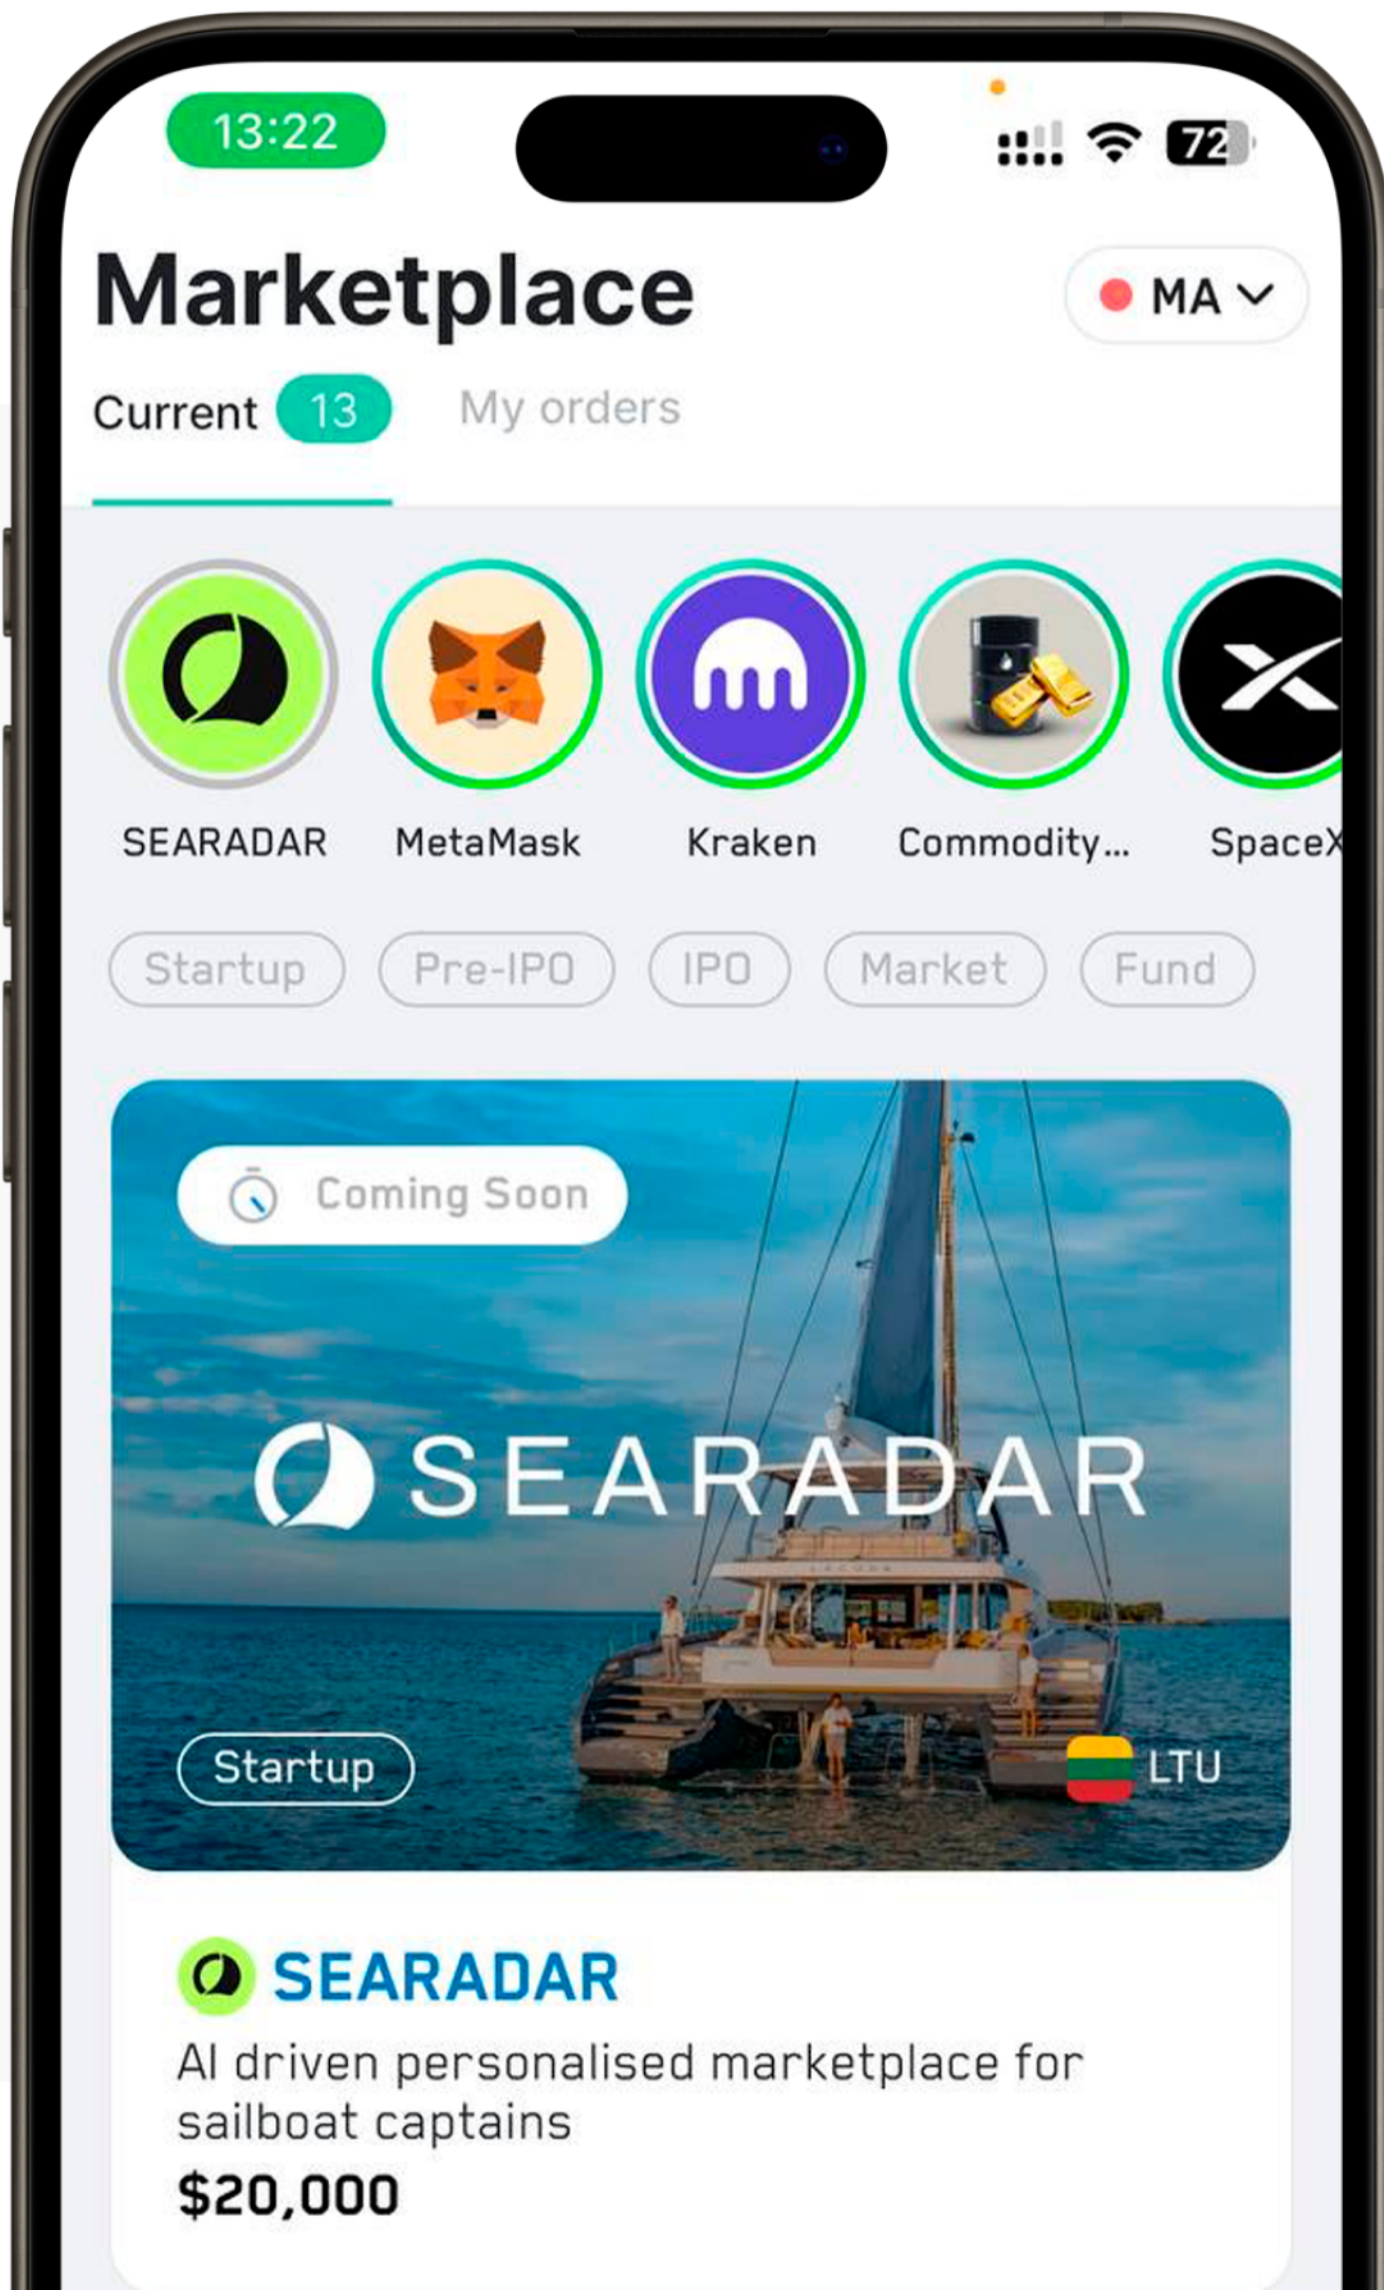 13:22
72
Marketplace
MA
Current 13 My orders
SEARADAR MetaMask Kraken Commodity... SpaceX
Startup Pre-IPO IPO Market Fund
Coming Soon
SEARADAR
Startup
LTU
SEARADAR
AI driven personalised marketplace for
sailboat captains
$20,000